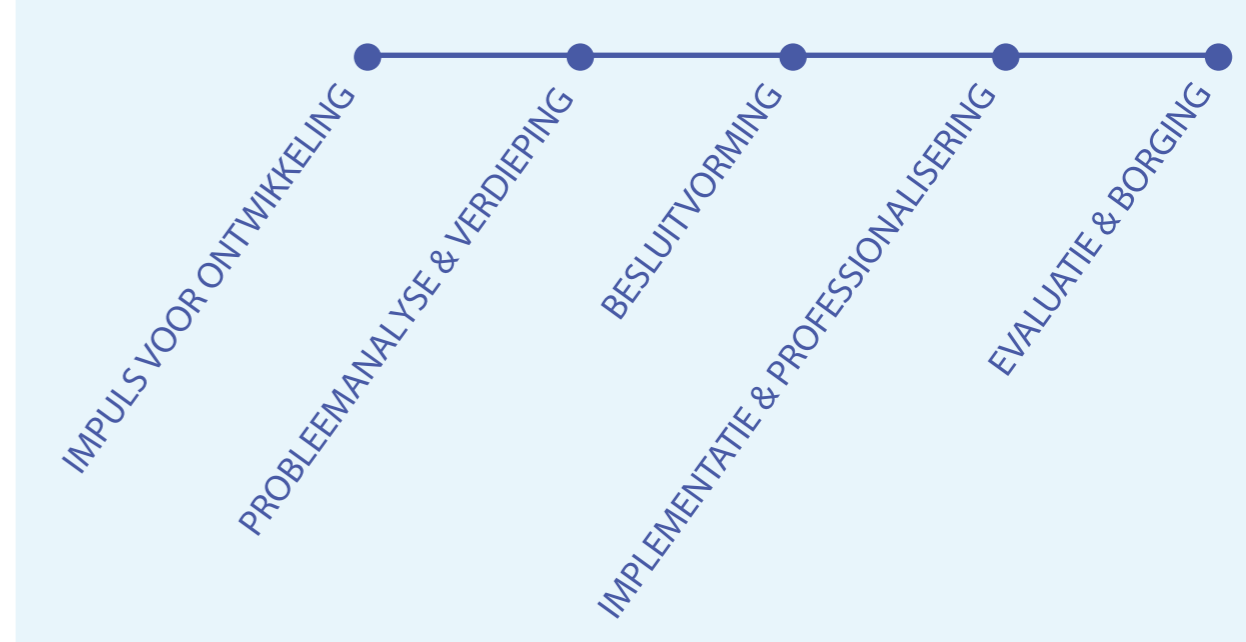 IMPULS VOOR ONTWIKKELING
PROBLEEMANALYSE & VERDIEPING
BESLUITVORMING
IMPLEMENTATIE & PROFESSIONALISERING
EVALUATIE & BORGING